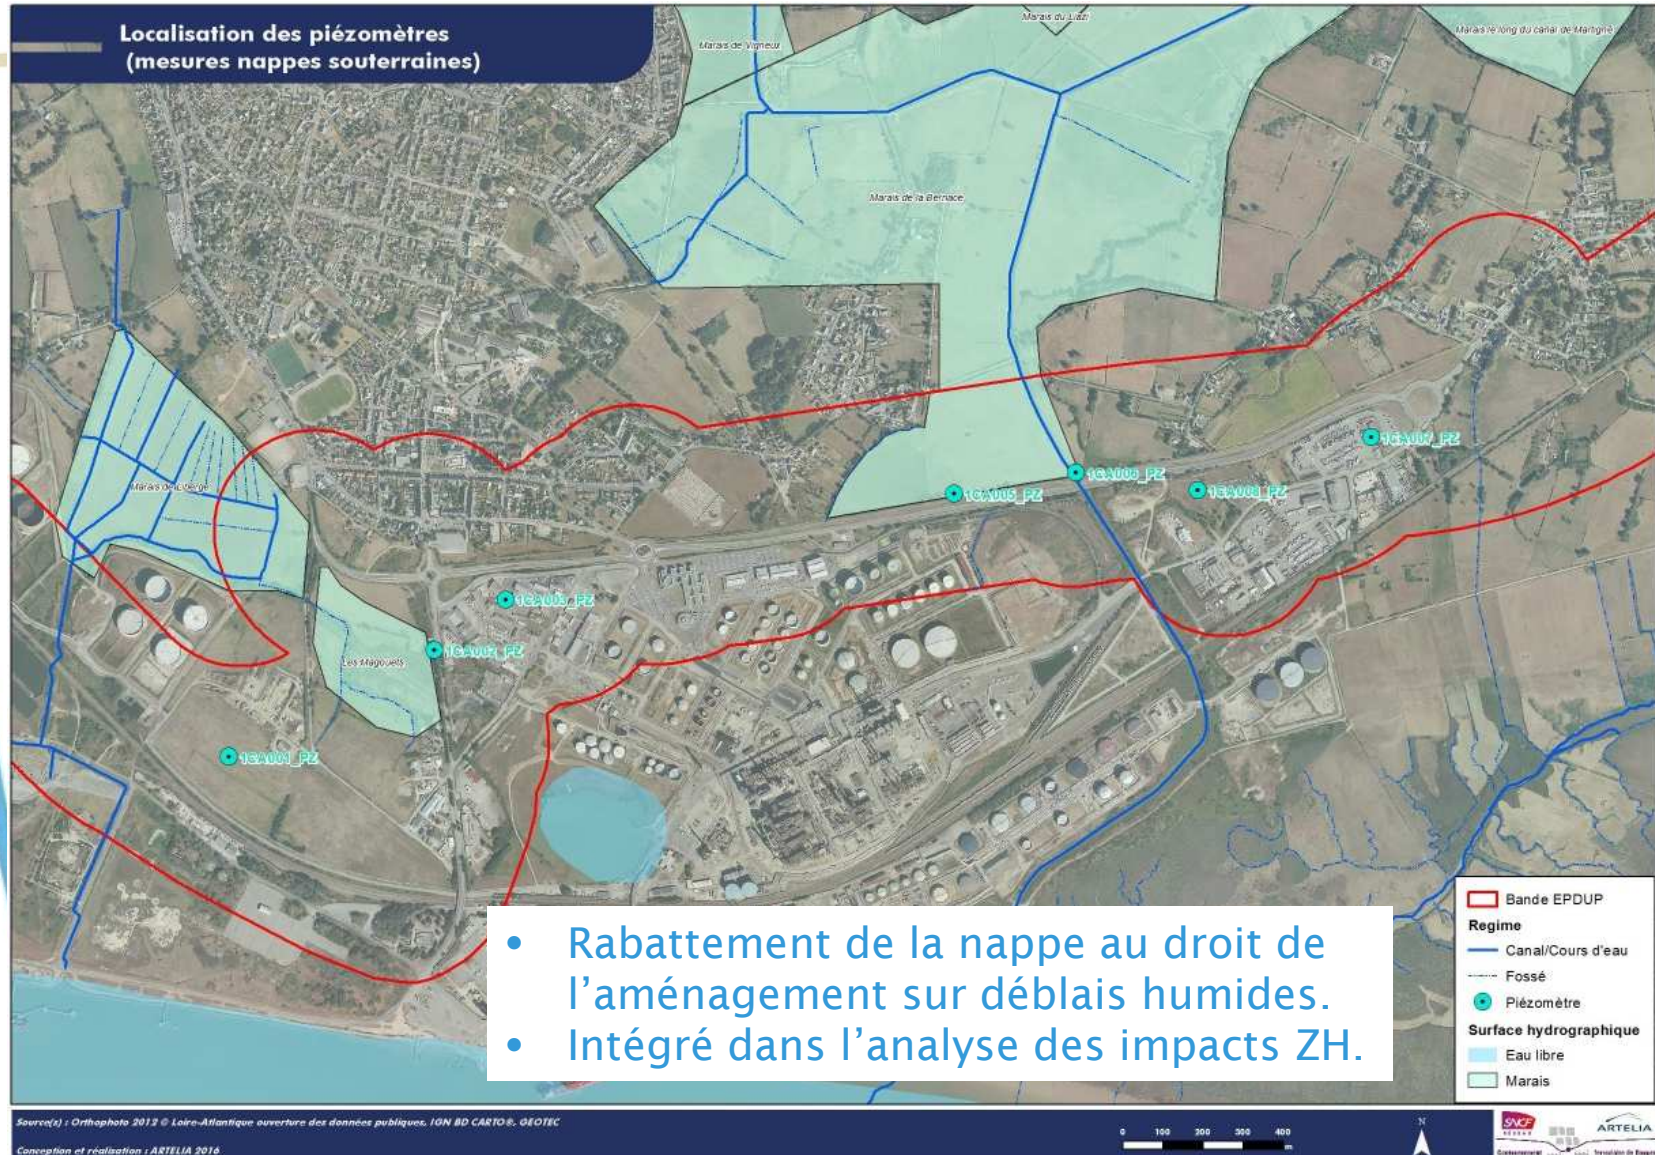 Localisation des piézomètres
(mesures nappes souterraines)
Marais de Vigneux
Marais du Liazi
Marais le long du canal de Martigné
Marais de la Bernace
Marais de Liberge
Les Magouets
1CA001_PZ
1CA002_PZ
1CA003_PZ
1CA005_PZ
1CA006_PZ
1CA007_PZ
• Rabattement de la nappe au droit de
l’aménagement sur déblais humides.
• Intégré dans l’analyse des impacts ZH.
Bande EPDUP
Regime
Canal/Cours d'eau
Fossé
Piézomètre
Surface hydrographique
Eau libre
Marais
Source(s) : Orthophoto 2012 © Loire-Atlantique ouverture des données publiques, IGN BD CARTO®, GEOTEC
Conception et réalisation : ARTELIA 2016
0 100 200 300 400
m
N
SNCF
RÉSEAU
ARTELIA